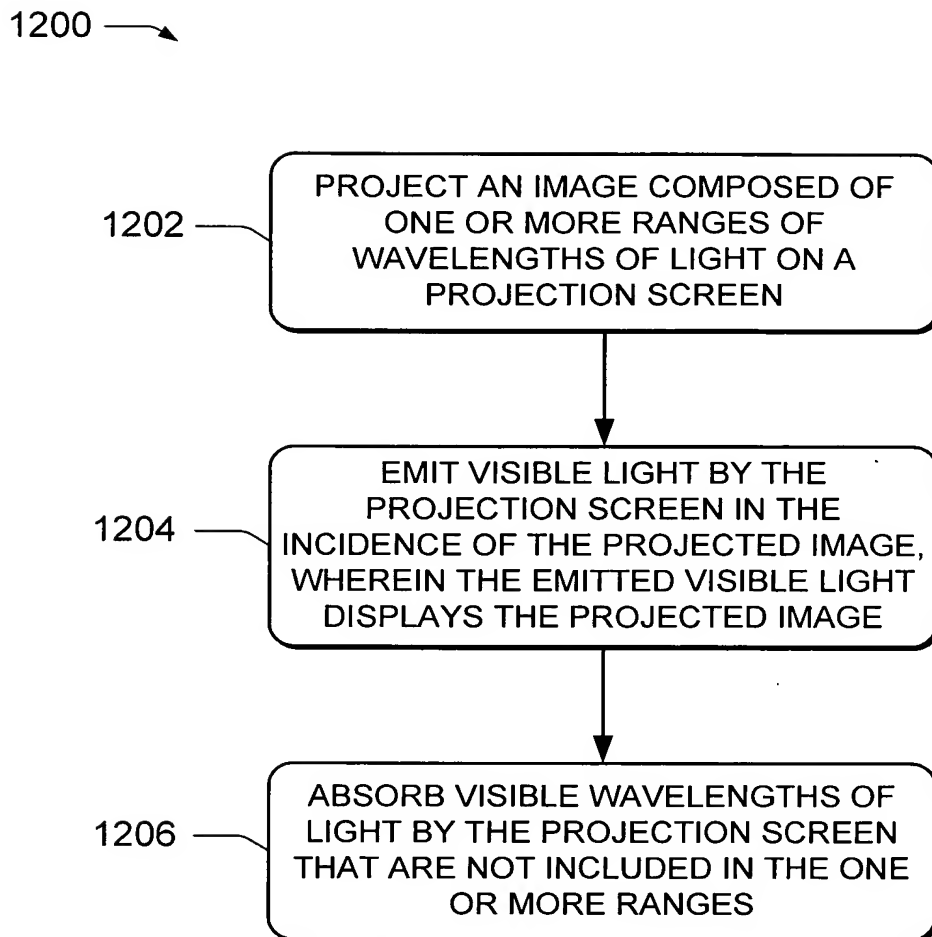 1200
1202
PROJECT AN IMAGE COMPOSED OF
ONE OR MORE RANGES OF
WAVELENGTHS OF LIGHT ON A
PROJECTION SCREEN
1204
EMIT VISIBLE LIGHT BY THE
PROJECTION SCREEN IN THE
INCIDENCE OF THE PROJECTED IMAGE,
WHEREIN THE EMITTED VISIBLE LIGHT
DISPLAYS THE PROJECTED IMAGE
1206
ABSORB VISIBLE WAVELENGTHS OF
LIGHT BY THE PROJECTION SCREEN
THAT ARE NOT INCLUDED IN THE ONE
OR MORE RANGES